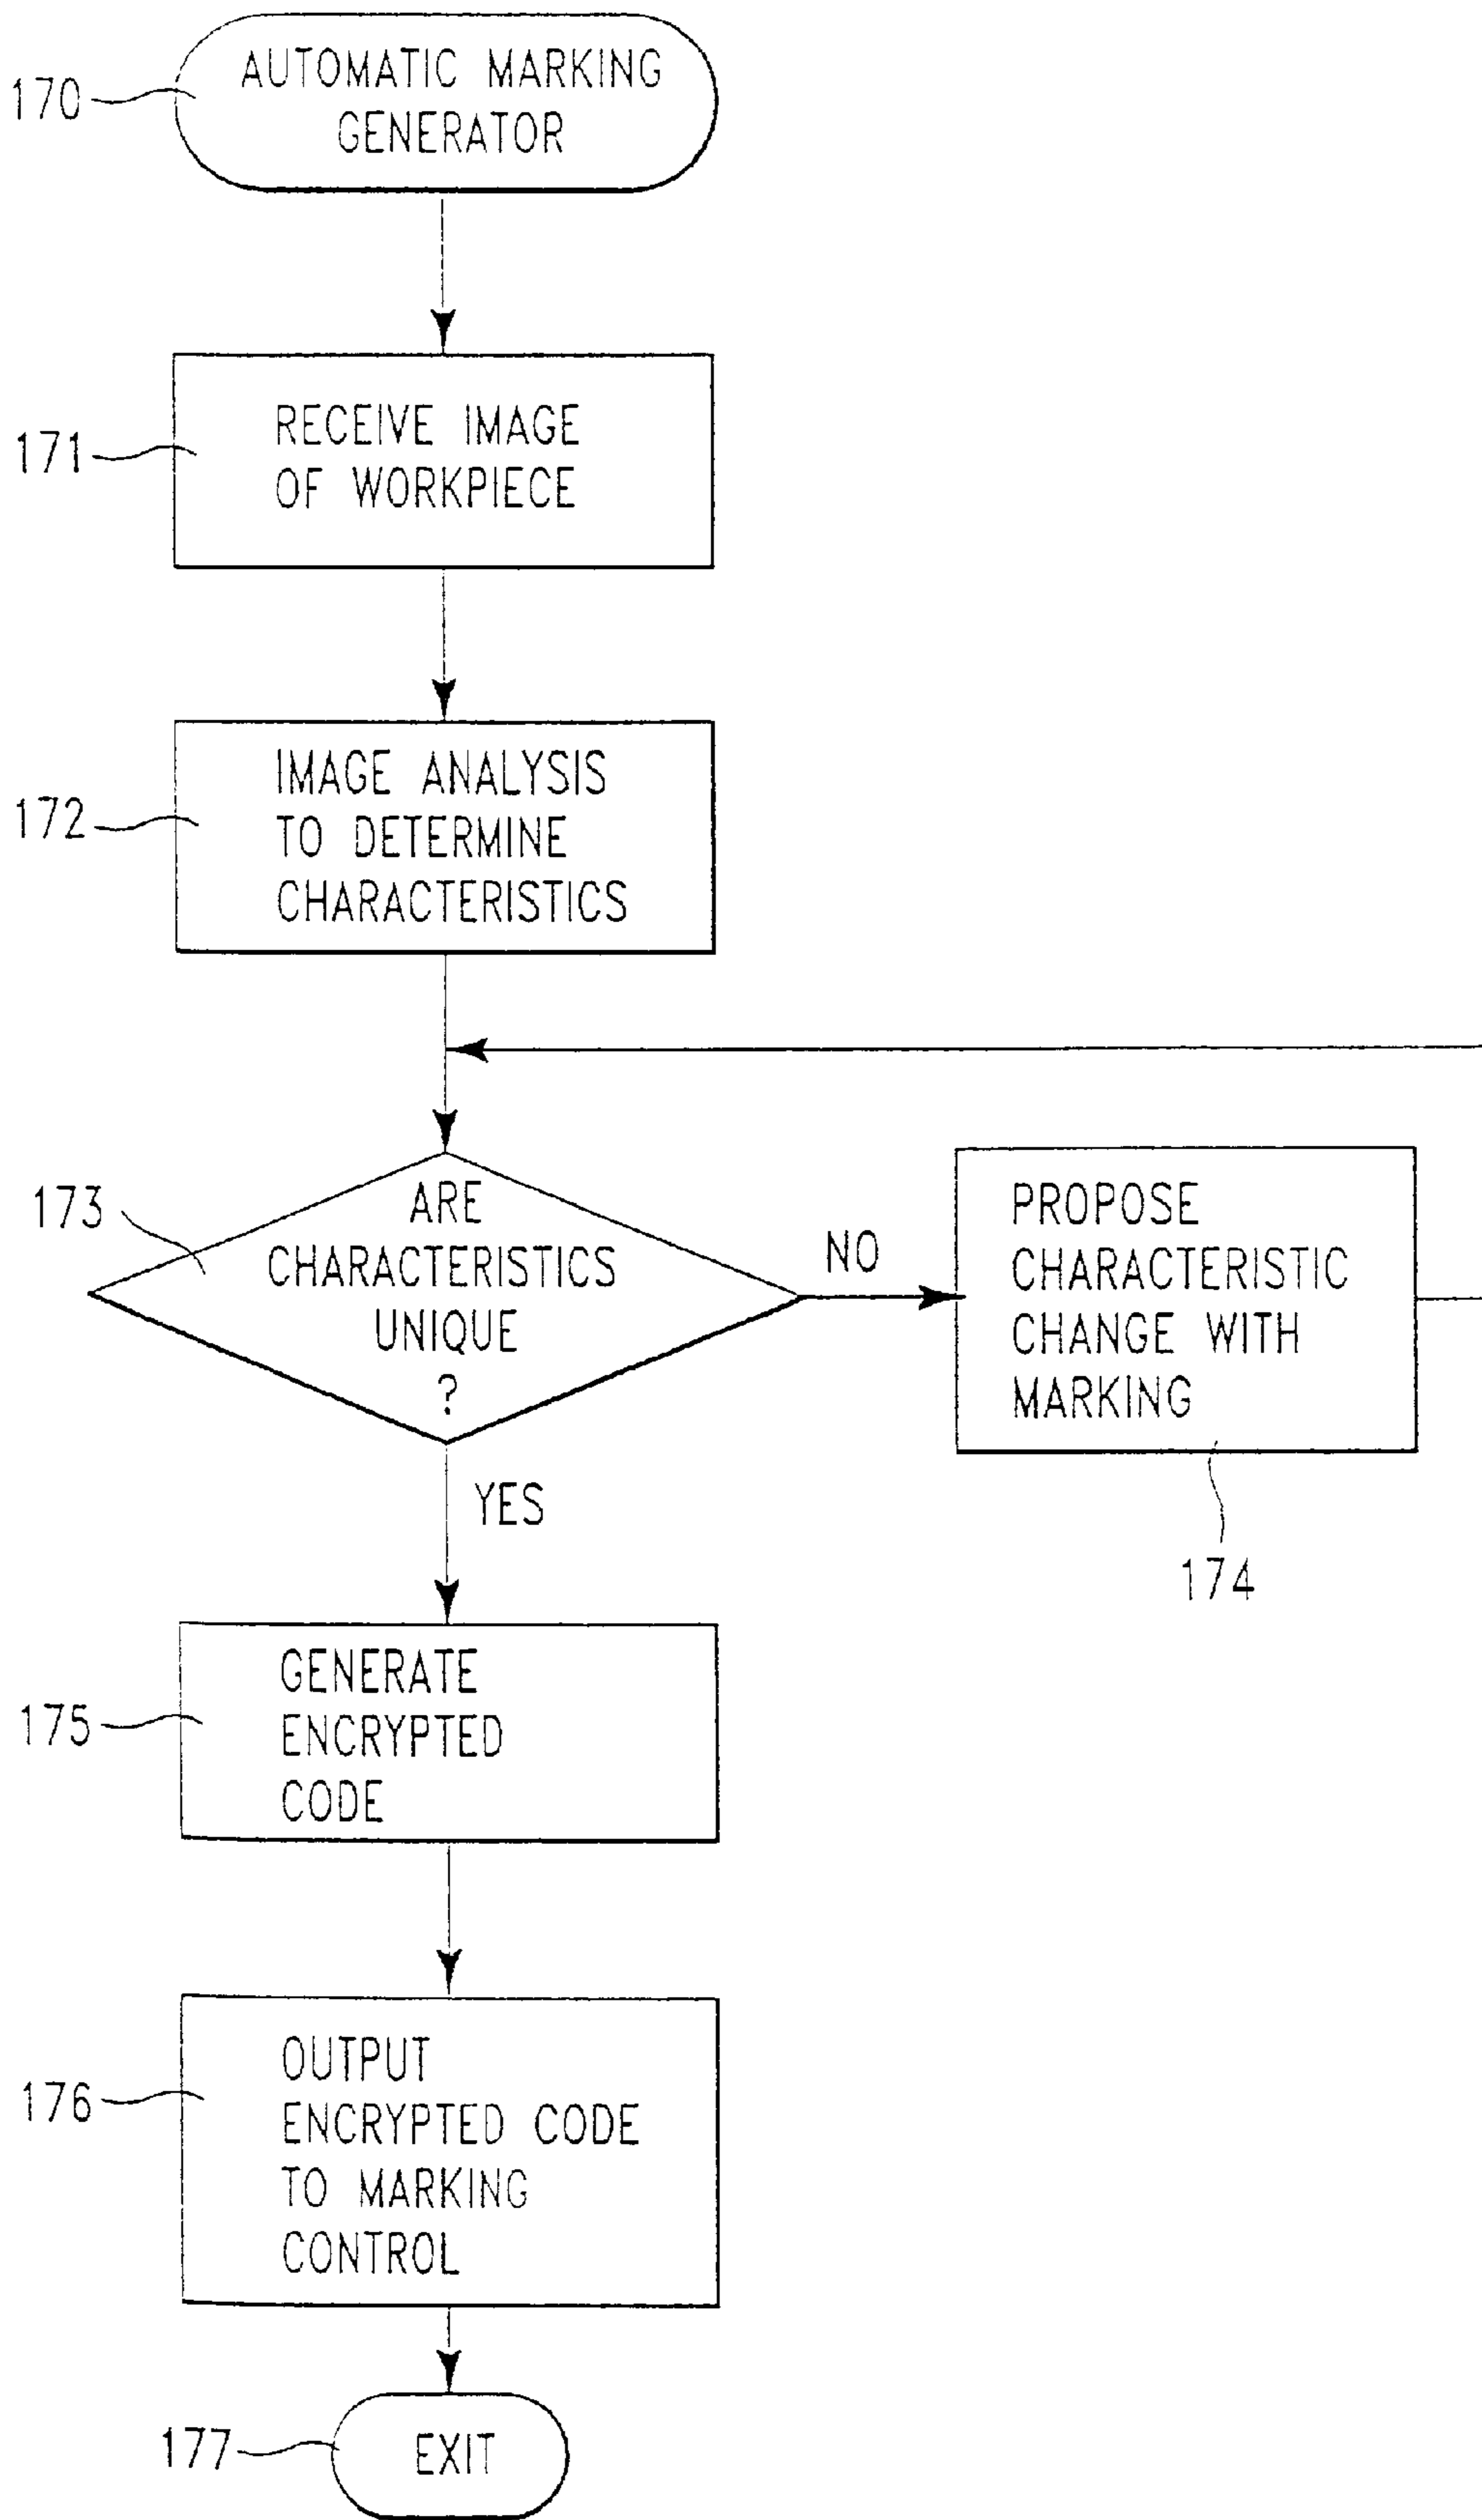 170
AUTOMATIC MARKING
GENERATOR
171
RECEIVE IMAGE
OF WORKPIECE
172
IMAGE ANALYSIS
TO DETERMINE
CHARACTERISTICS
173
ARE
CHARACTERISTICS
UNIQUE
?
NO
PROPOSE
CHARACTERISTIC
CHANGE WITH
MARKING
174
YES
175
GENERATE
ENCRYPTED
CODE
176
OUTPUT
ENCRYPTED CODE
TO MARKING
CONTROL
177
EXIT